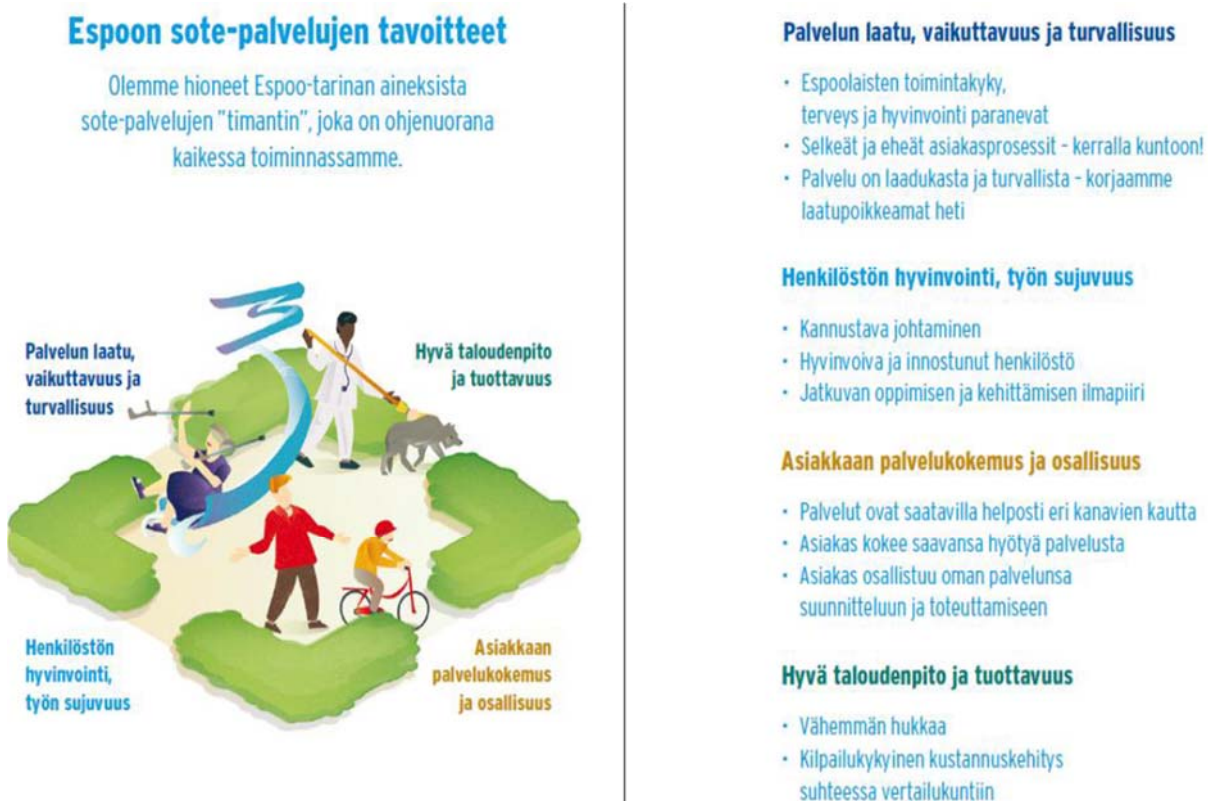 Espoon sote-palvelujen tavoitteet
Olemme hioneet Espoo-tarinan aineksista
sote-palvelujen "timantin", joka on ohjenuorana
kaikessa toiminnassamme.
Palvelun laatu,
vaikuttavuus ja
turvallisuus
Hyvä taloudenpito
ja tuottavuus
Henkilöstön
hyvinvointi,
työn sujuvuus
Asiakkaan
palvelukokemus
ja osallisuus
Palvelun laatu, vaikuttavuus ja turvallisuus
• Espoolaisten toimintakyky,
terveys ja hyvinvointi paranevat
• Selkeät ja eheät asiakasprosessit - kerralla kuntoon!
• Palvelu on laadukasta ja turvallista - korjaamme
laatupoikkeamat heti
Henkilöstön hyvinvointi, työn sujuvuus
• Kannustava johtaminen
• Hyvinvoiva ja innostunut henkilöstö
• Jatkuvan oppimisen ja kehittämisen ilmapiiri
Asiakkaan palvelukokemus ja osallisuus
• Palvelut ovat saatavilla helposti eri kanavien kautta
• Asiakas kokee saavansa hyötyä palvelusta
• Asiakas osallistuu oman palvelunsa
suunnitteluun ja toteuttamiseen
Hyvä taloudenpito ja tuottavuus
• Vähemmän hukkaa
• Kilpailukykyinen kustannuskehitys
suhteessa vertailukuntiin